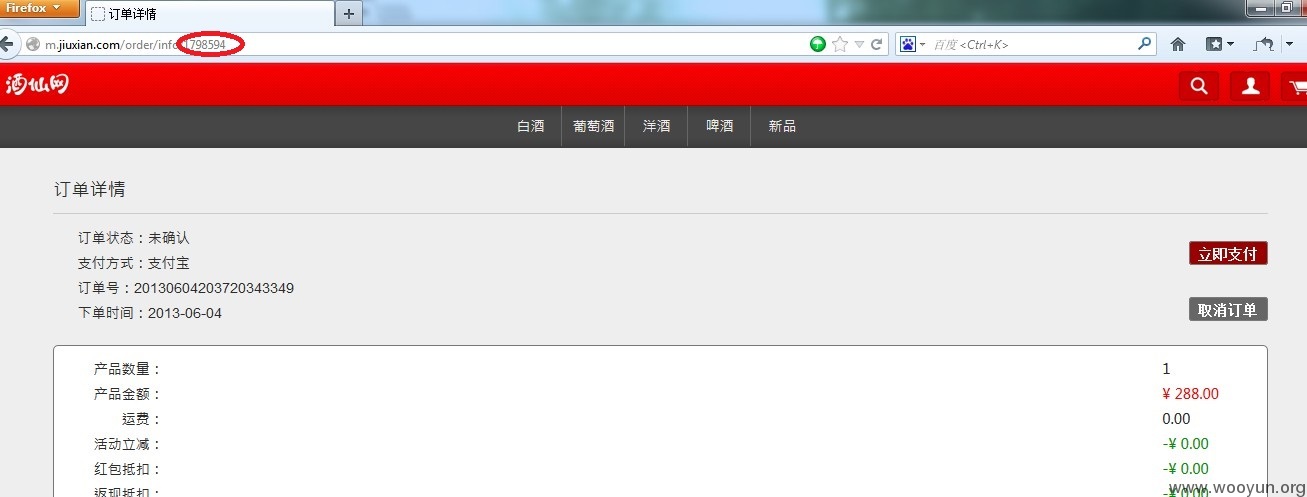 Firefox
订单详情
m.jiuxian.com/order/info/1798594
百度 <Ctrl+K>
酒仙网
白酒 葡萄酒 洋酒 啤酒 新品
订单详情
订单状态：未确认
支付方式：支付宝
立即支付
订单号：20130604203720343349
下单时间：2013-06-04
取消订单
产品数量： 1
产品金额： ¥ 288.00
运费： 0.00
活动立减： -¥ 0.00
红包抵扣： -¥ 0.00
返现抵扣： -¥ 0.00
www.wooyun.org